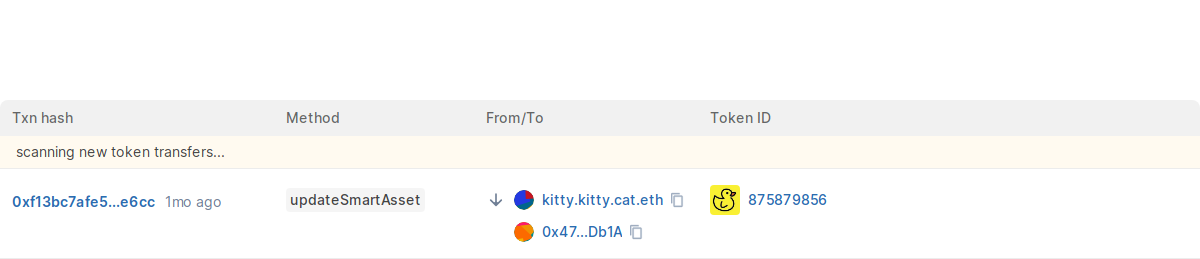 Txn hash Method From/To Token ID
scanning new token transfers...
0xf13bc7afe5...e6cc 1mo ago updateSmartAsset kitty.kitty.cat.eth 875879856
0x47...Db1A